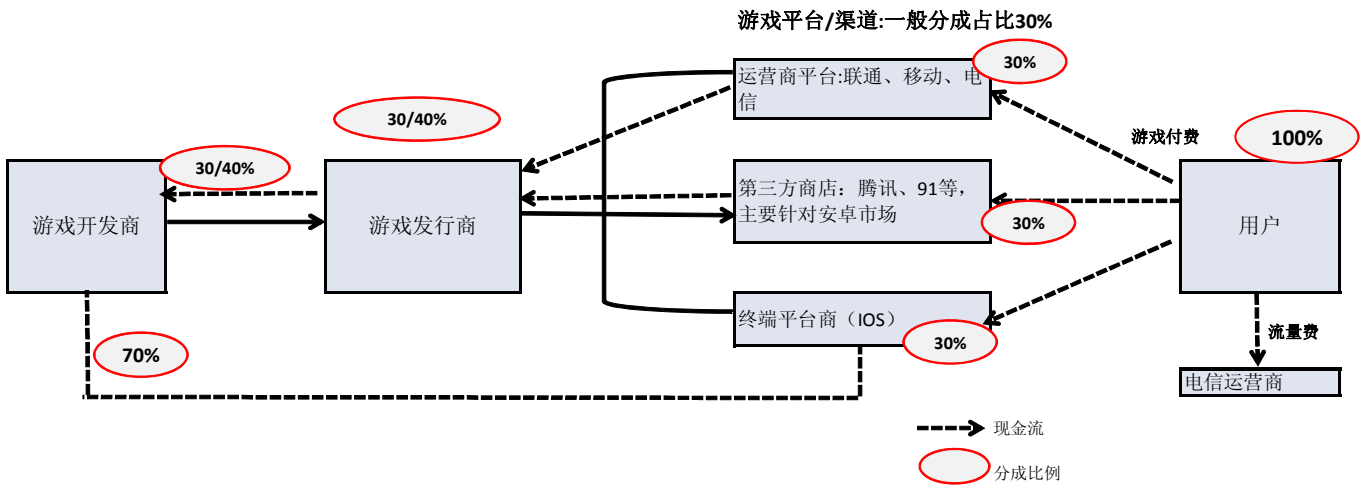 游戏平台/渠道:一般分成占比30%
30%
运营商平台:联通、移动、电
信
30/40%
游戏付费
100%
30/40%
游戏开发商
游戏发行商
第三方商店：腾讯、91等，
主要针对安卓市场
30%
用户
终端平台商（IOS）
30%
流量费
70%
电信运营商
现金流
分成比例